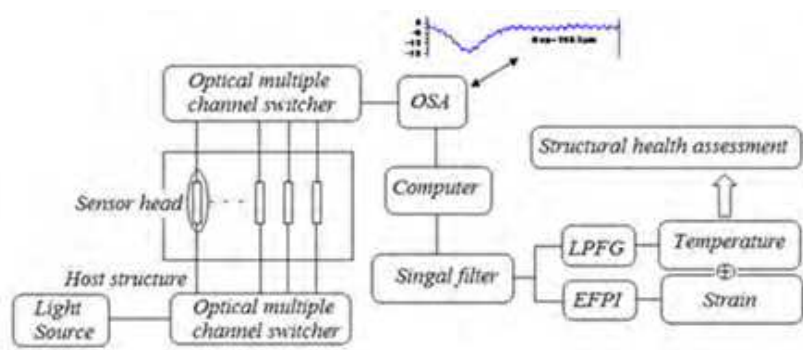 Optical multiple
channel switcher
OSA
Structural health assessment
Sensor head
Computer
LPFG
Temperature
Host structure
Singal filter
EFPI
Strain
Light
Source
Optical multiple
channel switcher